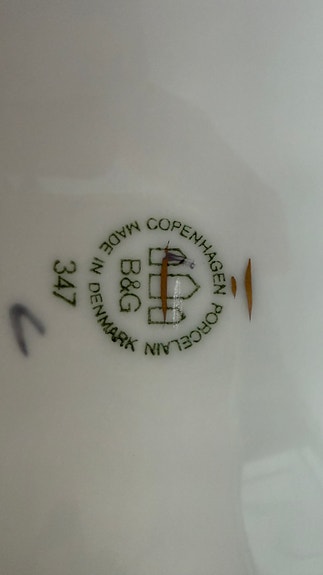 COPENHAGEN PORCELAIN
MADE IN DENMARK
B&G
347